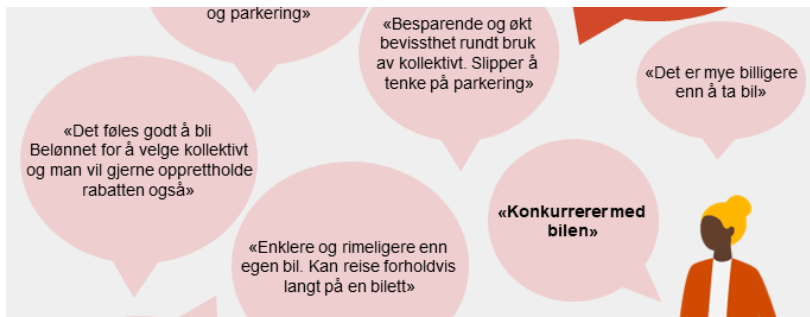 og parkering»
«Besparende og økt
bevissthet rundt bruk
av kollektivt. Slipper å
tenke på parkering»
«Det er mye billigere
enn å ta bil»
«Det føles godt å bli
Belønnet for å velge kollektivt
og man vil gjerne opprettholde
rabatten også»
«Konkurrerer med
bilen»
«Enklere og rimeligere enn
egen bil. Kan reise forholdvis
langt på en bilett»